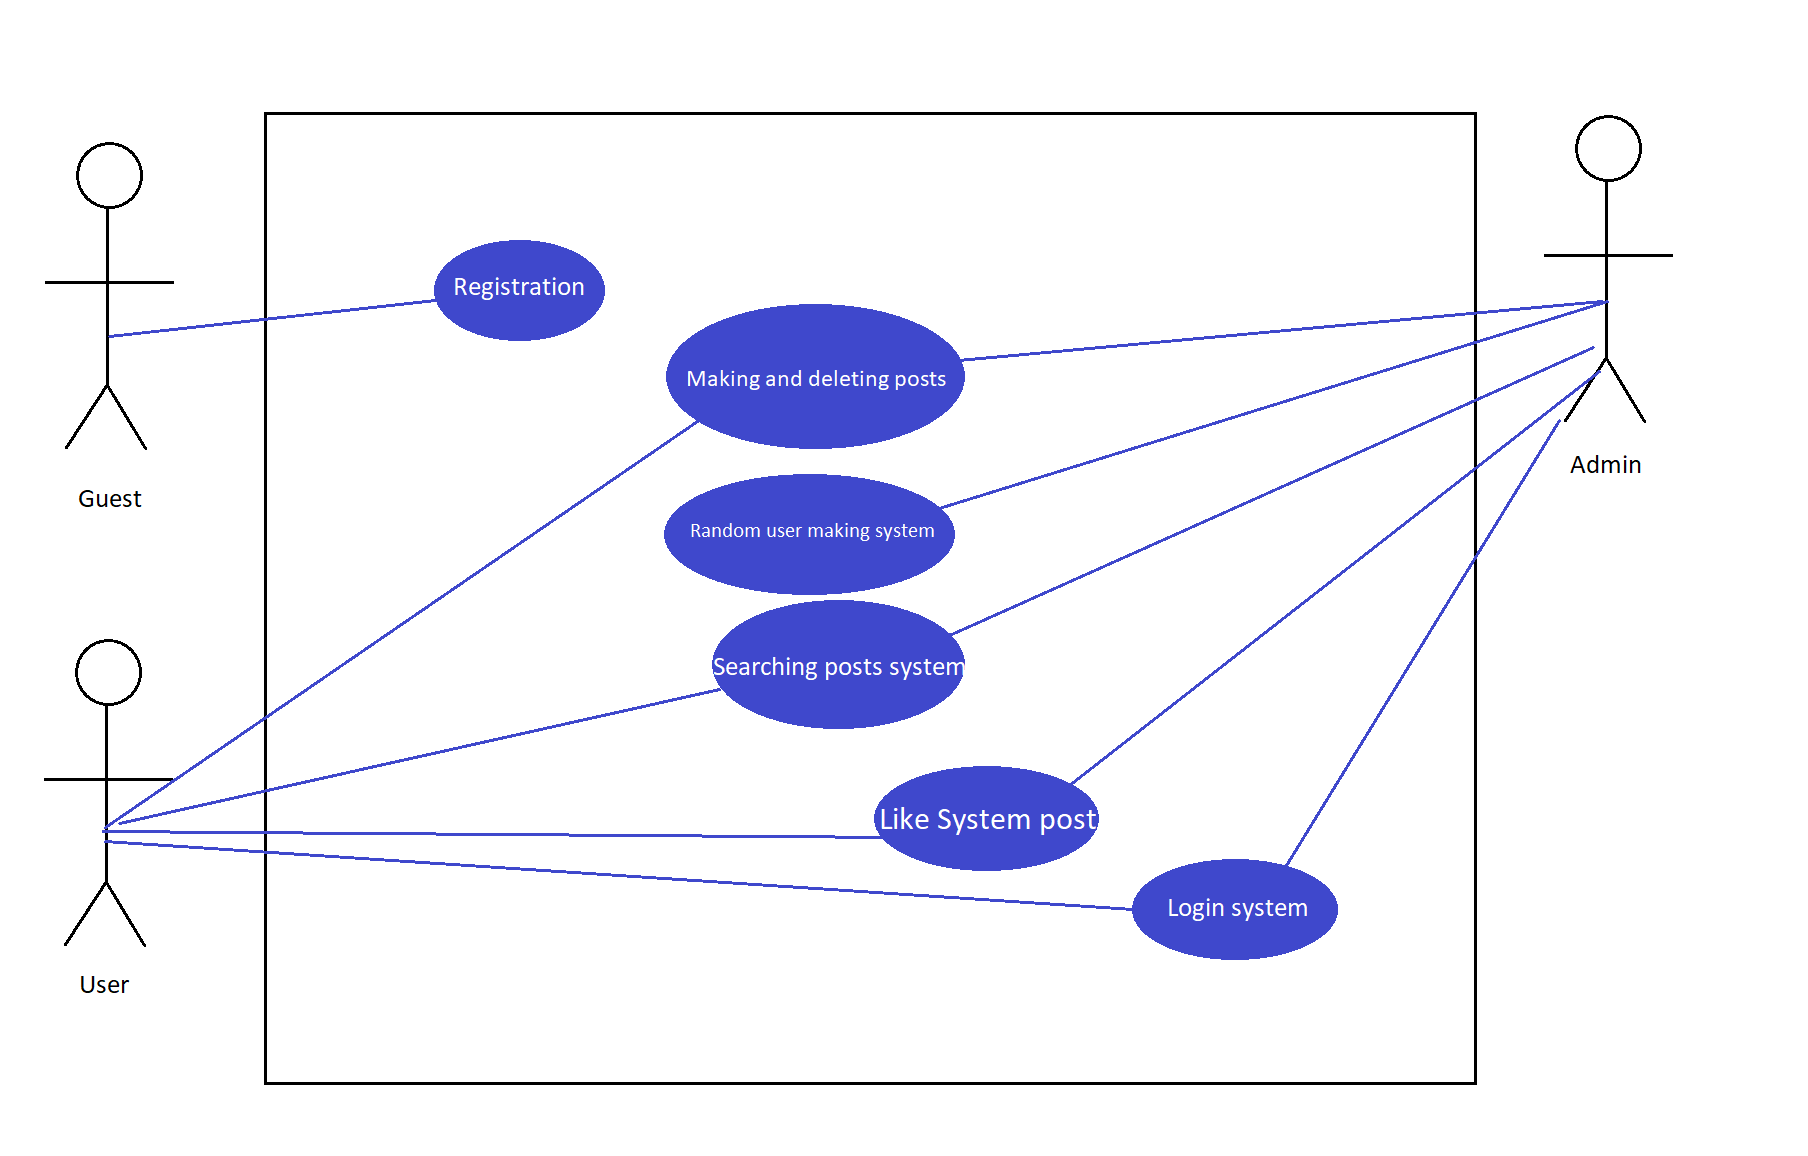 Registration
Making and deleting posts
Admin
Guest
Random user making system
Searching posts system
Like System post
Login system
User